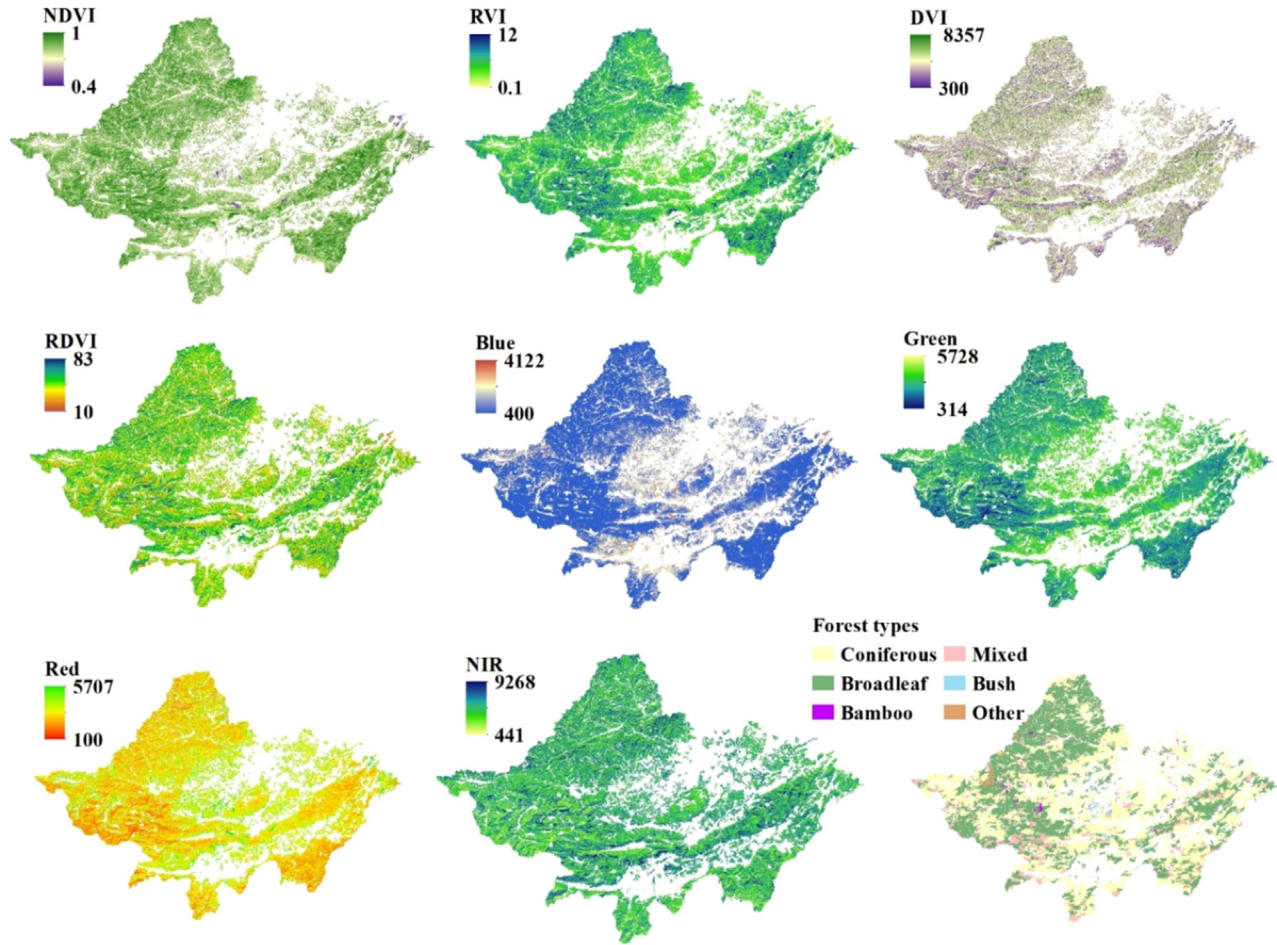 NDVI
1
0.4
RVI
12
0.1
DVI
8357
300
RDVI
83
10
Blue
4122
400
Green
5728
314
Red
5707
100
NIR
9268
441
Forest types
Coniferous Mixed
Broadleaf Bush
Bamboo Other